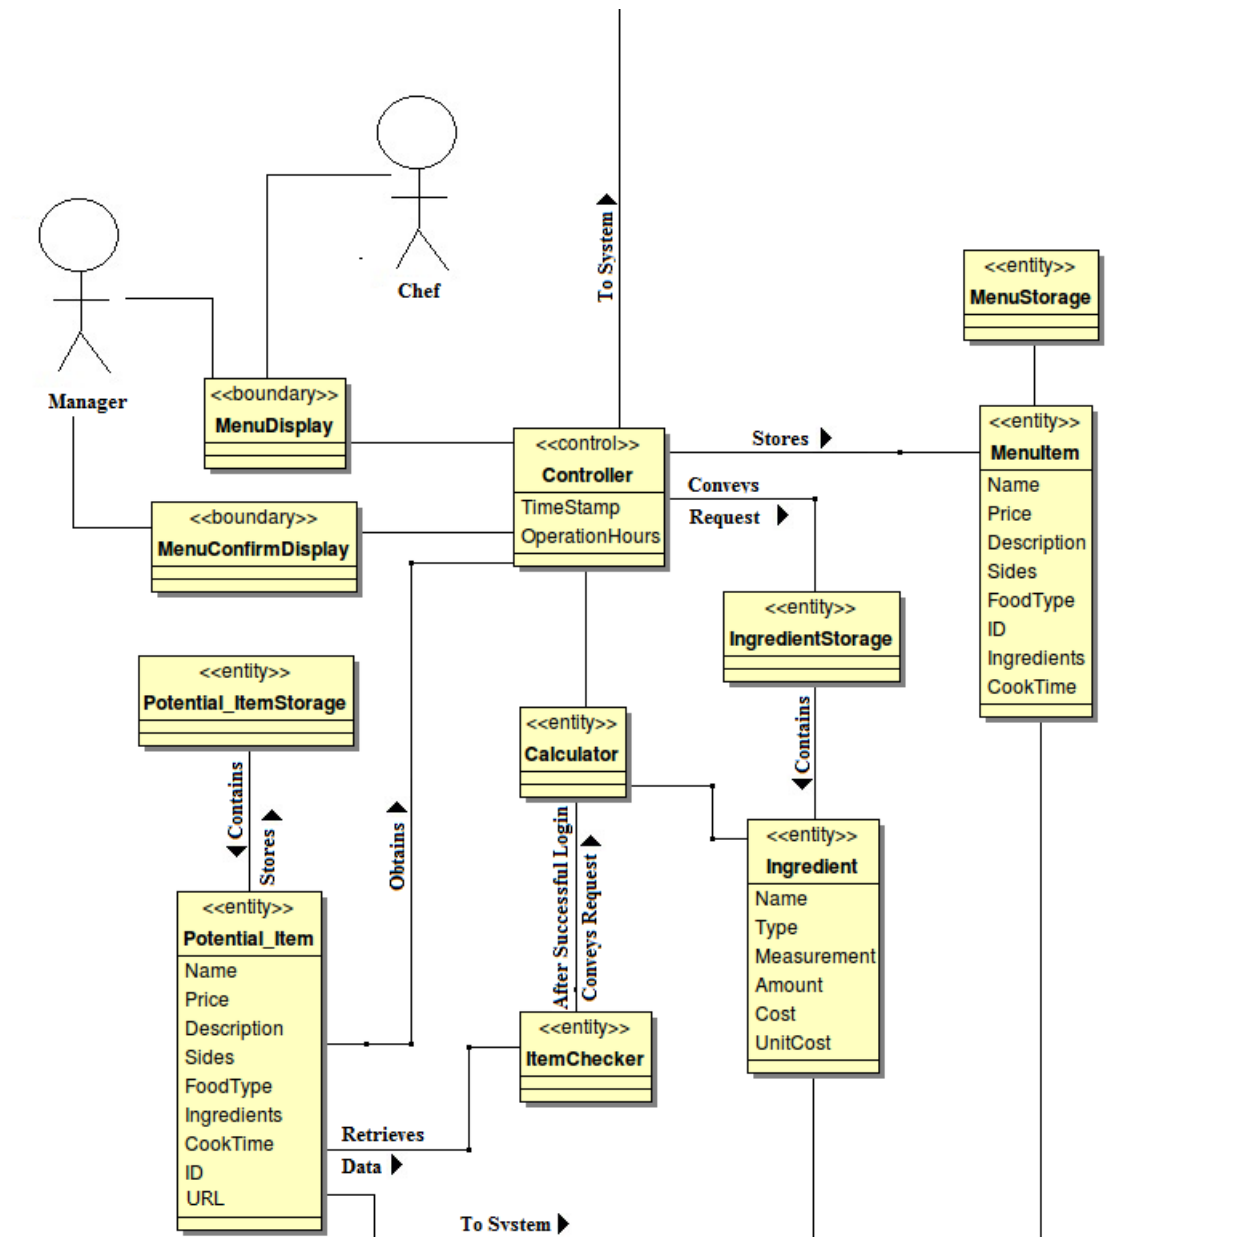 Chef
Manager
To System
<<boundary>>
MenuDisplay
<<boundary>>
MenuConfirmDisplay
<<control>>
Controller
TimeStamp
OperationHours
Stores
Conveys
Request
<<entity>>
MenuStorage
<<entity>>
MenuItem
Name
Price
Description
Sides
FoodType
ID
Ingredients
CookTime
<<entity>>
IngredientStorage
Contains
<<entity>>
Potential_ItemStorage
Contains
Stores
Obtains
<<entity>>
Calculator
After Successful Login
Conveys Request
<<entity>>
Ingredient
Name
Type
Measurement
Amount
Cost
UnitCost
<<entity>>
Potential_Item
Name
Price
Description
Sides
FoodType
Ingredients
CookTime
ID
URL
<<entity>>
ItemChecker
Retrieves
Data
To System